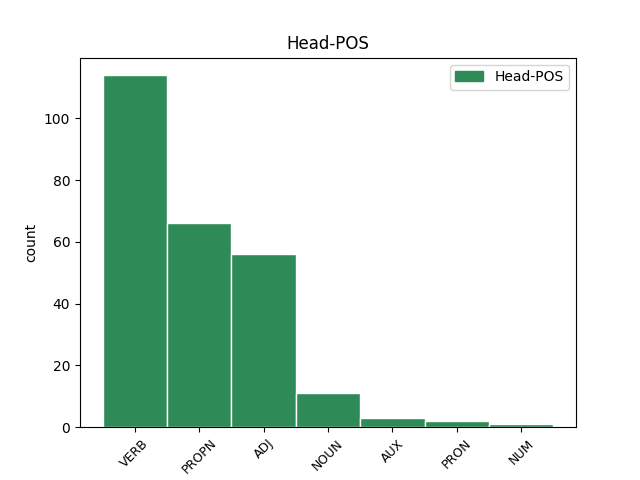 Head-POS
Head-POS
count
100
80
60
40
20
0
VERB
PROPN
ADJ
NOUN
AUX
PRON
NUM